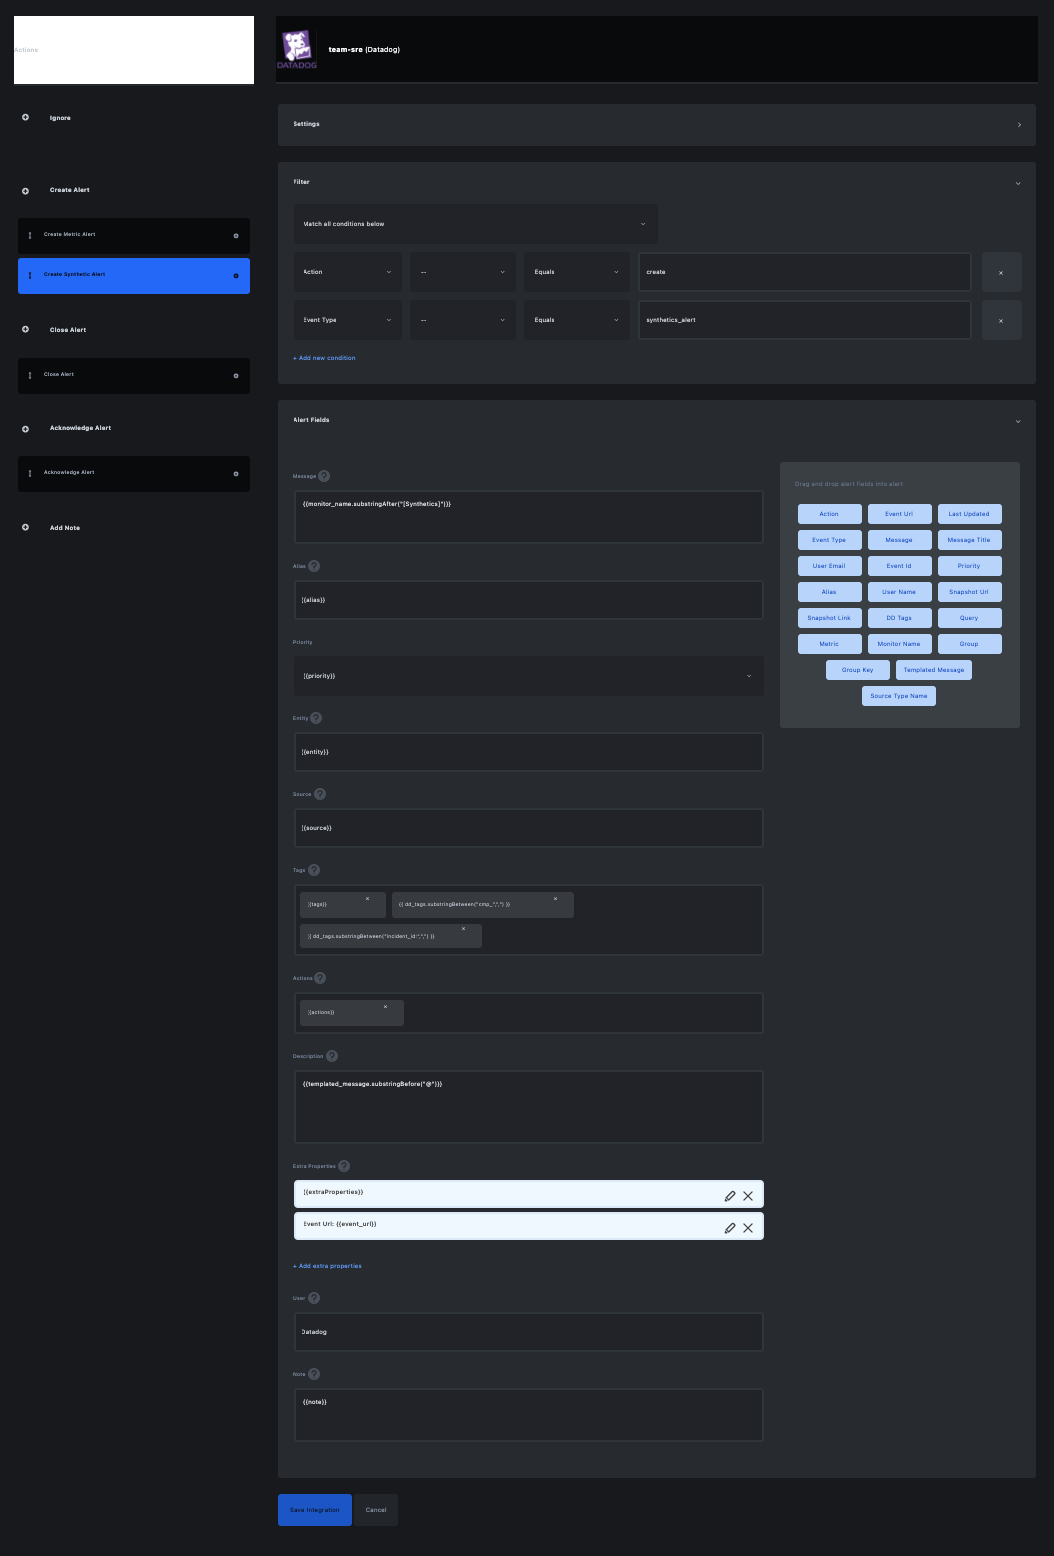 Actions
DATADOG
team-sre (Datadog)
Ignore
Create Alert
Create Metric Alert
Create Synthetic Alert
Close Alert
Close Alert
Acknowledge Alert
Acknowledge Alert
Add Note
Settings
Filter
Match all conditions below
Action -- Equals create ×
Event Type -- Equals synthetics_alert ×
+ Add new condition
Alert Fields
Message ?
{{monitor_name.substringAfter("[Synthetics]")}}
Alias ?
{{alias}}
Priority
{{priority}}
Entity ?
{{entity}}
Source ?
{{source}}
Tags ?
{{tags}} × {{ dd_tags.substringBetween("cmp_",",") }} ×
{{ dd_tags.substringBetween("incident_id:",",") }} ×
Actions ?
{{actions}} ×
Description ?
{{templated_message.substringBefore("@")}}
Extra Properties ?
{{extraProperties}}
Event Url: {{event_url}}
+ Add extra properties
User ?
Datadog
Note ?
{{note}}
Drag and drop alert fields into alert
Action Event Url Last Updated
Event Type Message Message Title
User Email Event Id Priority
Alias User Name Snapshot Url
Snapshot Link DD Tags Query
Metric Monitor Name Group
Group Key Templated Message
Source Type Name
Save Integration Cancel